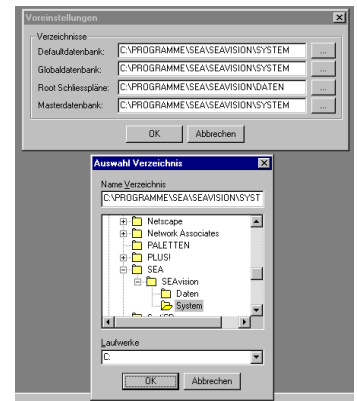 Voreinstellungen
Verzeichnisse
Defaultdatenbank: C:\PROGRAMME\SEA\SEAVISION\SYSTEM ...
Globaldatenbank: C:\PROGRAMME\SEA\SEAVISION\SYSTEM ...
Root Schliesspläne: C:\PROGRAMME\SEA\SEAVISION\DATEN ...
Masterdatenbank: C:\PROGRAMME\SEA\SEAVISION\SYSTEM ...
OK Abbrechen
Auswahl Verzeichnis
Name Verzeichnis
C:\PROGRAMME\SEA\SEAVISION\SYST
Netscape
Network Associates
PALETTEN
PLUS!
SEA
SEAvision
Daten
System
Laufwerke
C:
OK Abbrechen